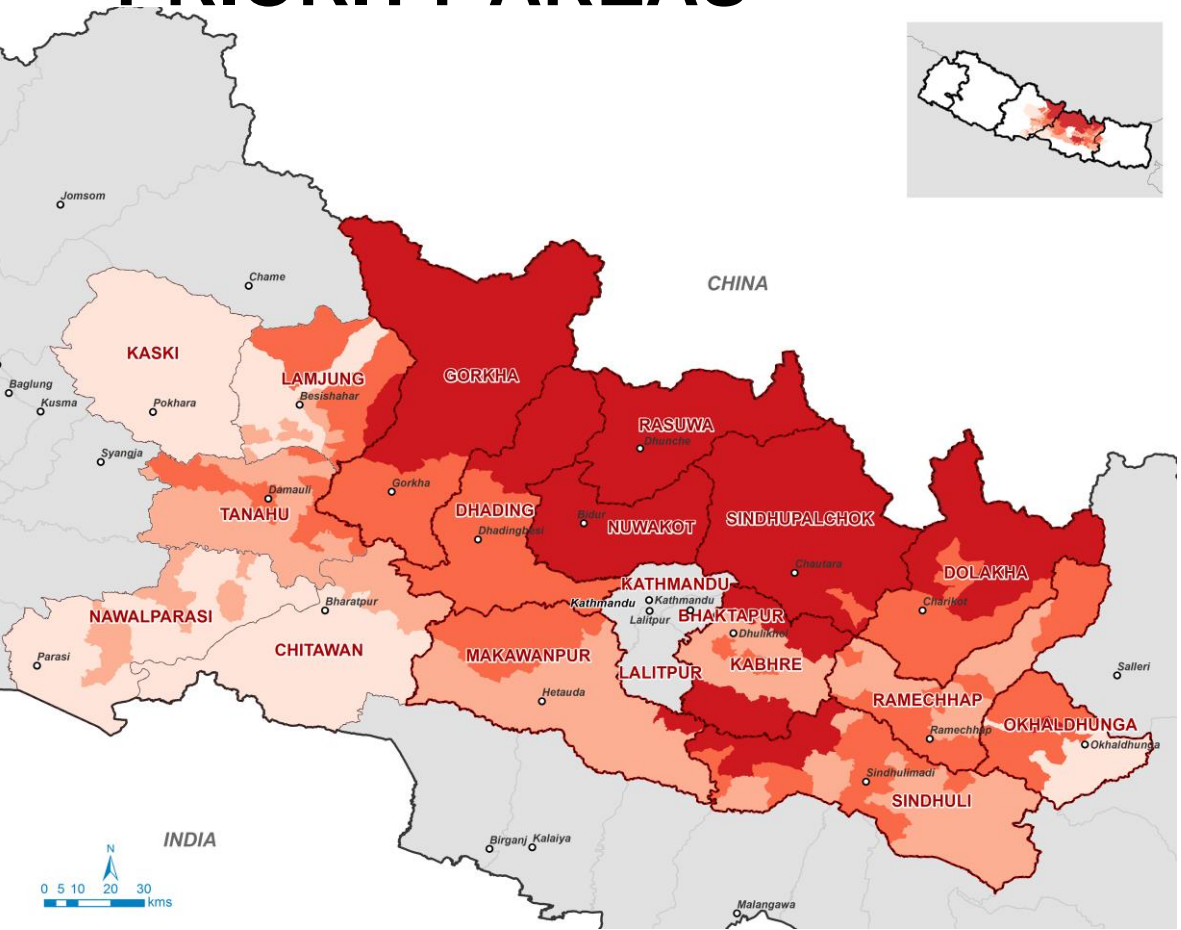 PRIORITY AREAS
Jomsom
CHINA
Chame
KASKI
LAMJUNG
GORKHA
Baglung
Besishahar
Kusma
Pokhara
RASUWA
Dhunche
Syangja
Gorkha
Damauli
TANAHU
DHADING
Dhadingbesi
Bidur
NUWAKOT
SINDHUPALCHOK
Chautara
DOLAKHA
Charikot
KATHMANDU
Kathmandu
Kathmandu
Lalitpur
BHAKTAPUR
Dhulikhel
Bharatpur
NAWALPARASI
CHITAWAN
Parasi
MAKAWANPUR
KABHRE
LALITPUR
Salleri
Hetauda
RAMECHHAP
Ramechhap
OKHALDHUNGA
Okhaldhunga
Sindhulimadi
SINDHULI
INDIA
Birganj
Kalaiya
N
0 5 10 20 30
kms
Malangawa